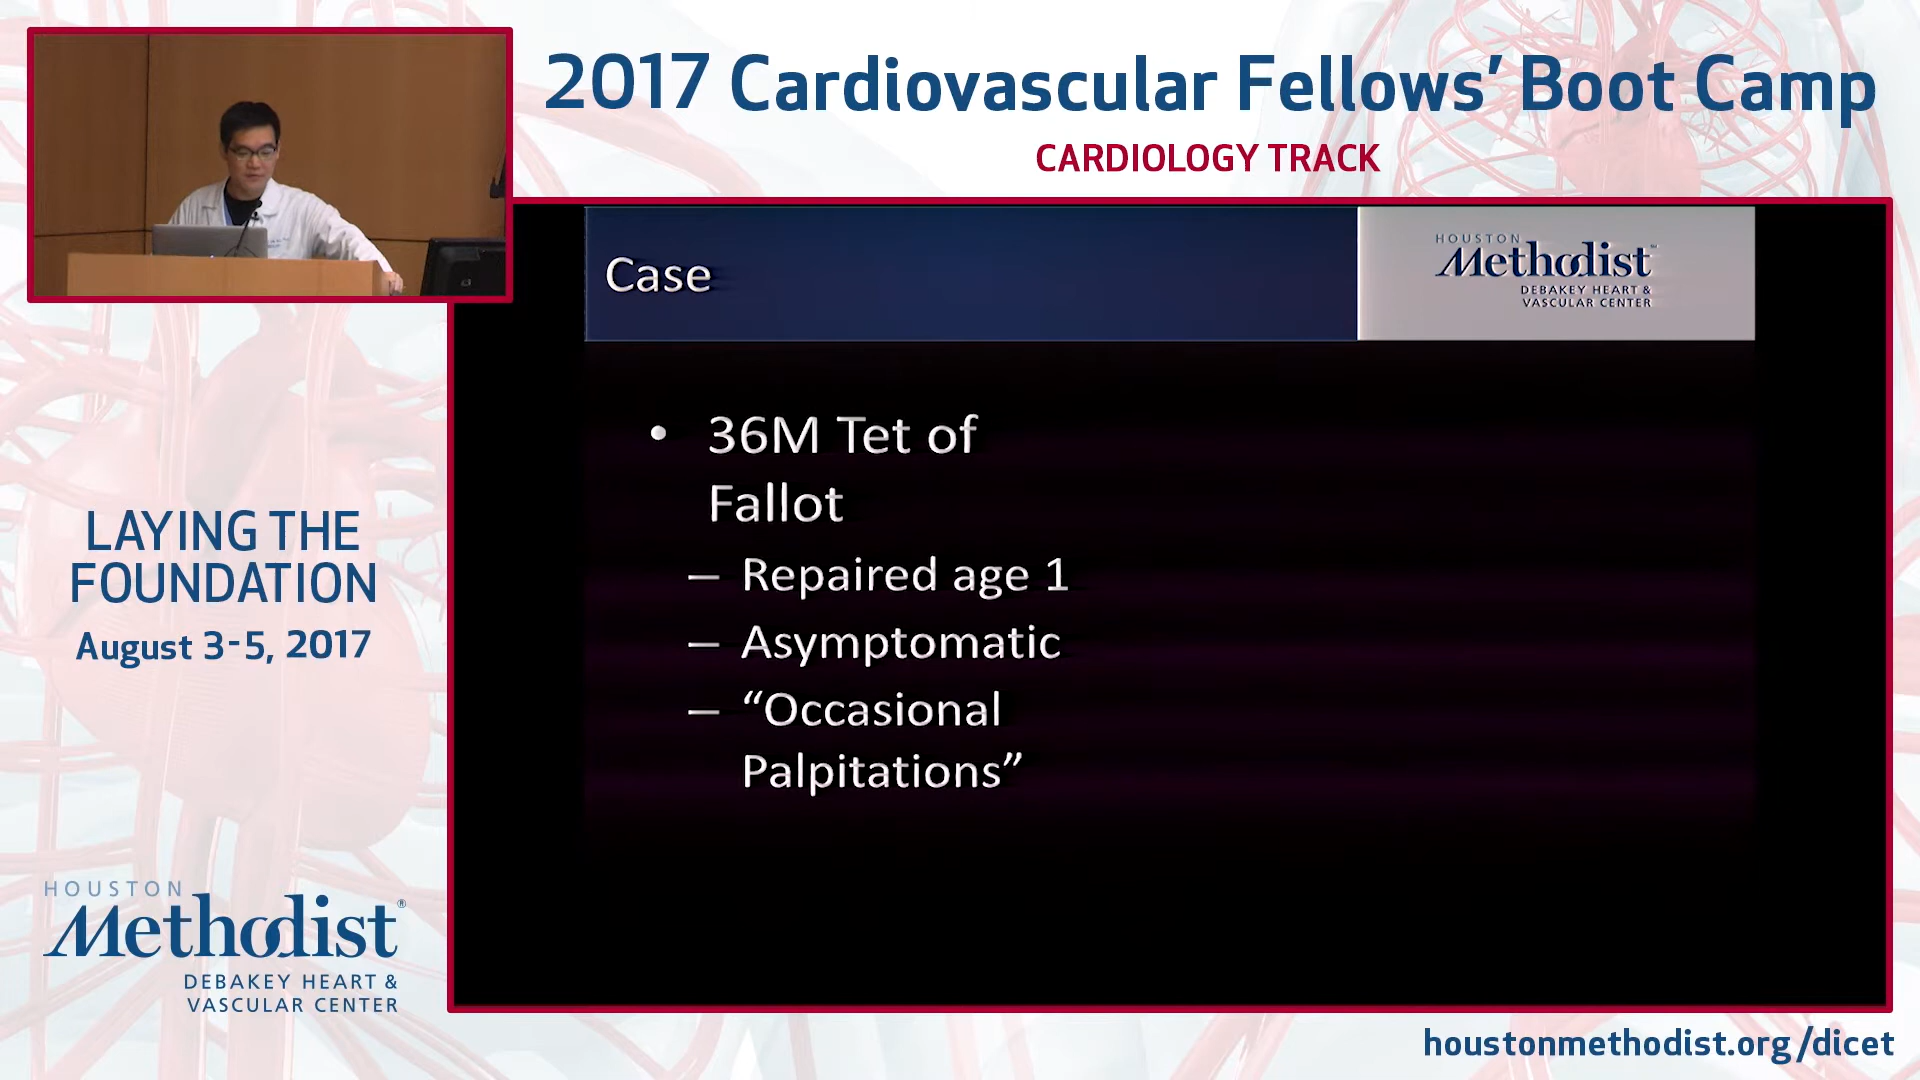 2017 Cardiovascular Fellows’ Boot Camp
CARDIOLOGY TRACK
Case
HOUSTON
Methodist™
DEBAKEY HEART &
VASCULAR CENTER
• 36M Tet of
Fallot
– Repaired age 1
– Asymptomatic
– “Occasional
Palpitations”
LAYING THE
FOUNDATION
August 3-5, 2017
HOUSTON
Methodist®
DEBAKEY HEART &
VASCULAR CENTER
houstonmethodist.org/dicet